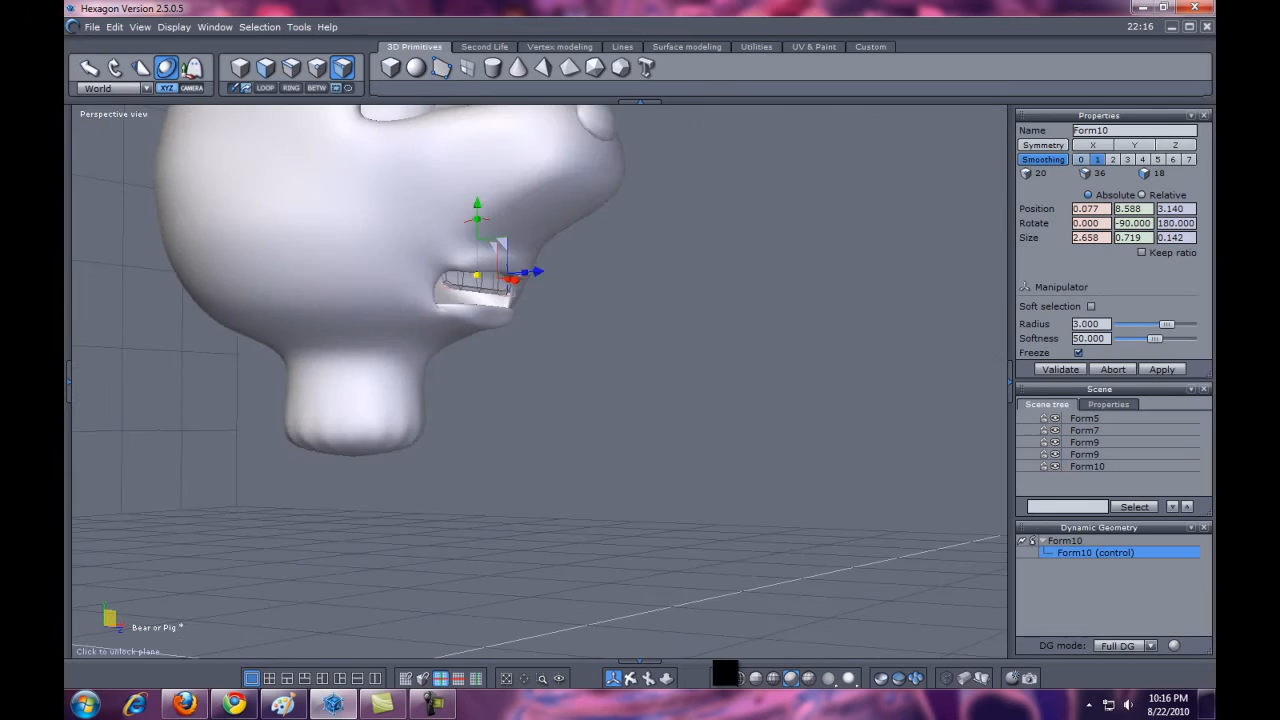 Hexagon Version 2.5.0.5
File Edit View Display Window Selection Tools Help
22:16
3D Primitives Second Life Vertex modeling Lines Surface modeling Utilities UV & Paint Custom
World XYZ CAMERA LOOP RING BETW
Perspective view
Properties
Name Form10
Symmetry X Y Z
Smoothing 0 1 2 3 4 5 6 7
20 36 18
Absolute Relative
Position 0.077 8.588 3.140
Rotate 0.000 -90.000 180.000
Size 2.658 0.719 0.142
Keep ratio
Manipulator
Soft selection
Radius 3.000
Softness 50.000
Freeze
Validate Abort Apply
Scene
Scene tree Properties
Form5
Form7
Form9
Form9
Form10
Select
Dynamic Geometry
Form10
Form10 (control)
DG mode: Full DG
Bear or Pig *
Click to unlock plane
10:16 PM
8/22/2010